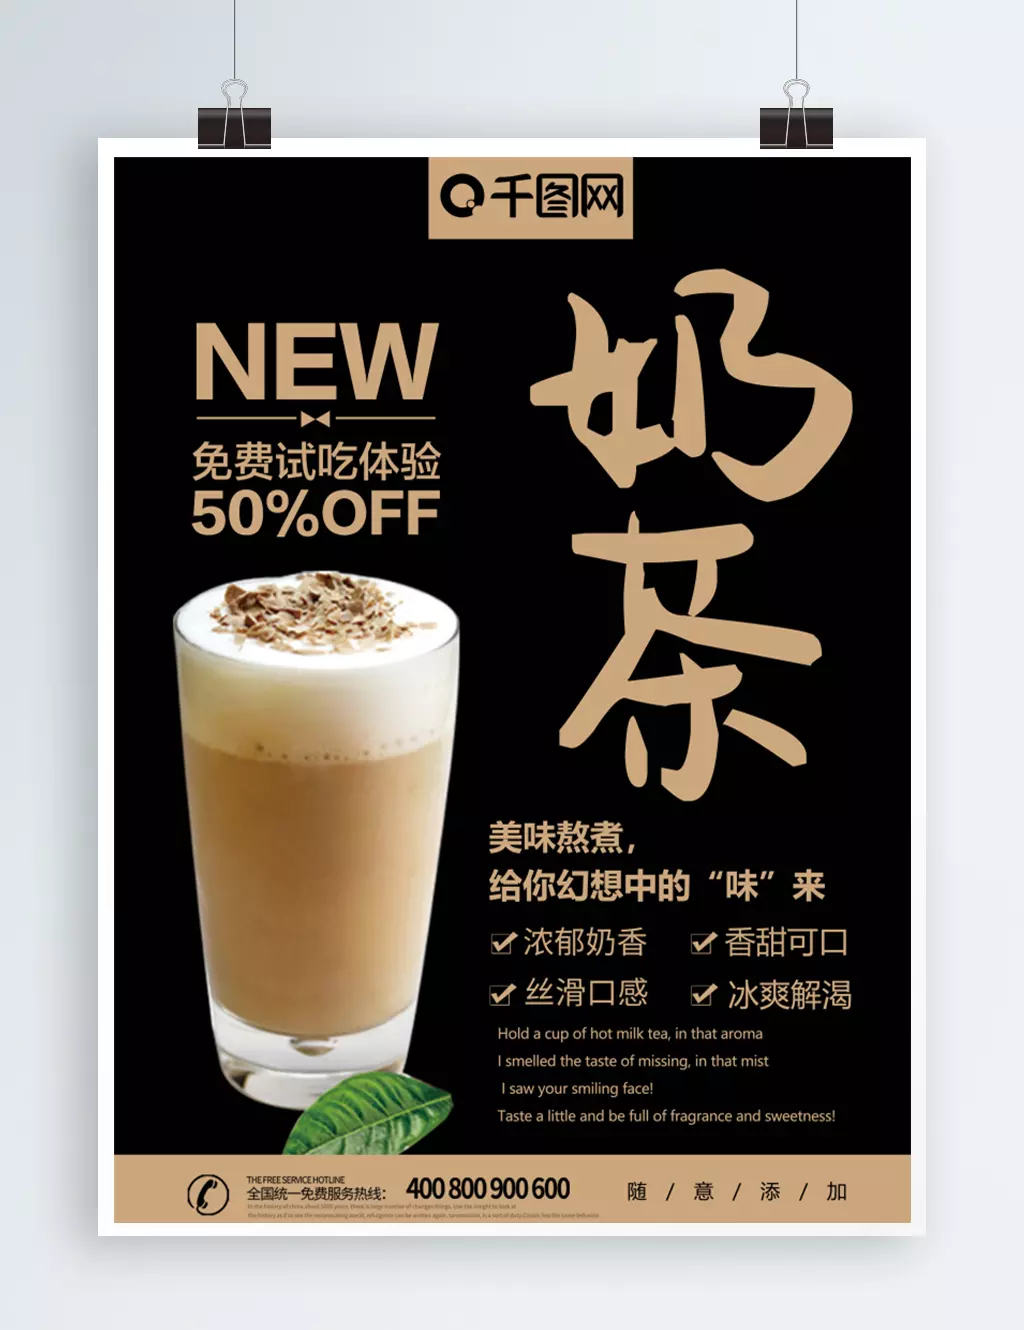 千图网
奶茶
NEW
免费试吃体验
50%OFF
美味熬煮，
给你幻想中的“味”来
浓郁奶香
香甜可口
丝滑口感
冰爽解渴
Hold a cup of hot milk tea, in that aroma
I smelled the taste of missing, in that mist
I saw your smiling face!
Taste a little and be full of fragrance and sweetness!
THE FREE SERVICE HOTLINE
全国统一免费服务热线：
400 800 900 600
随 / 意 / 添 / 加